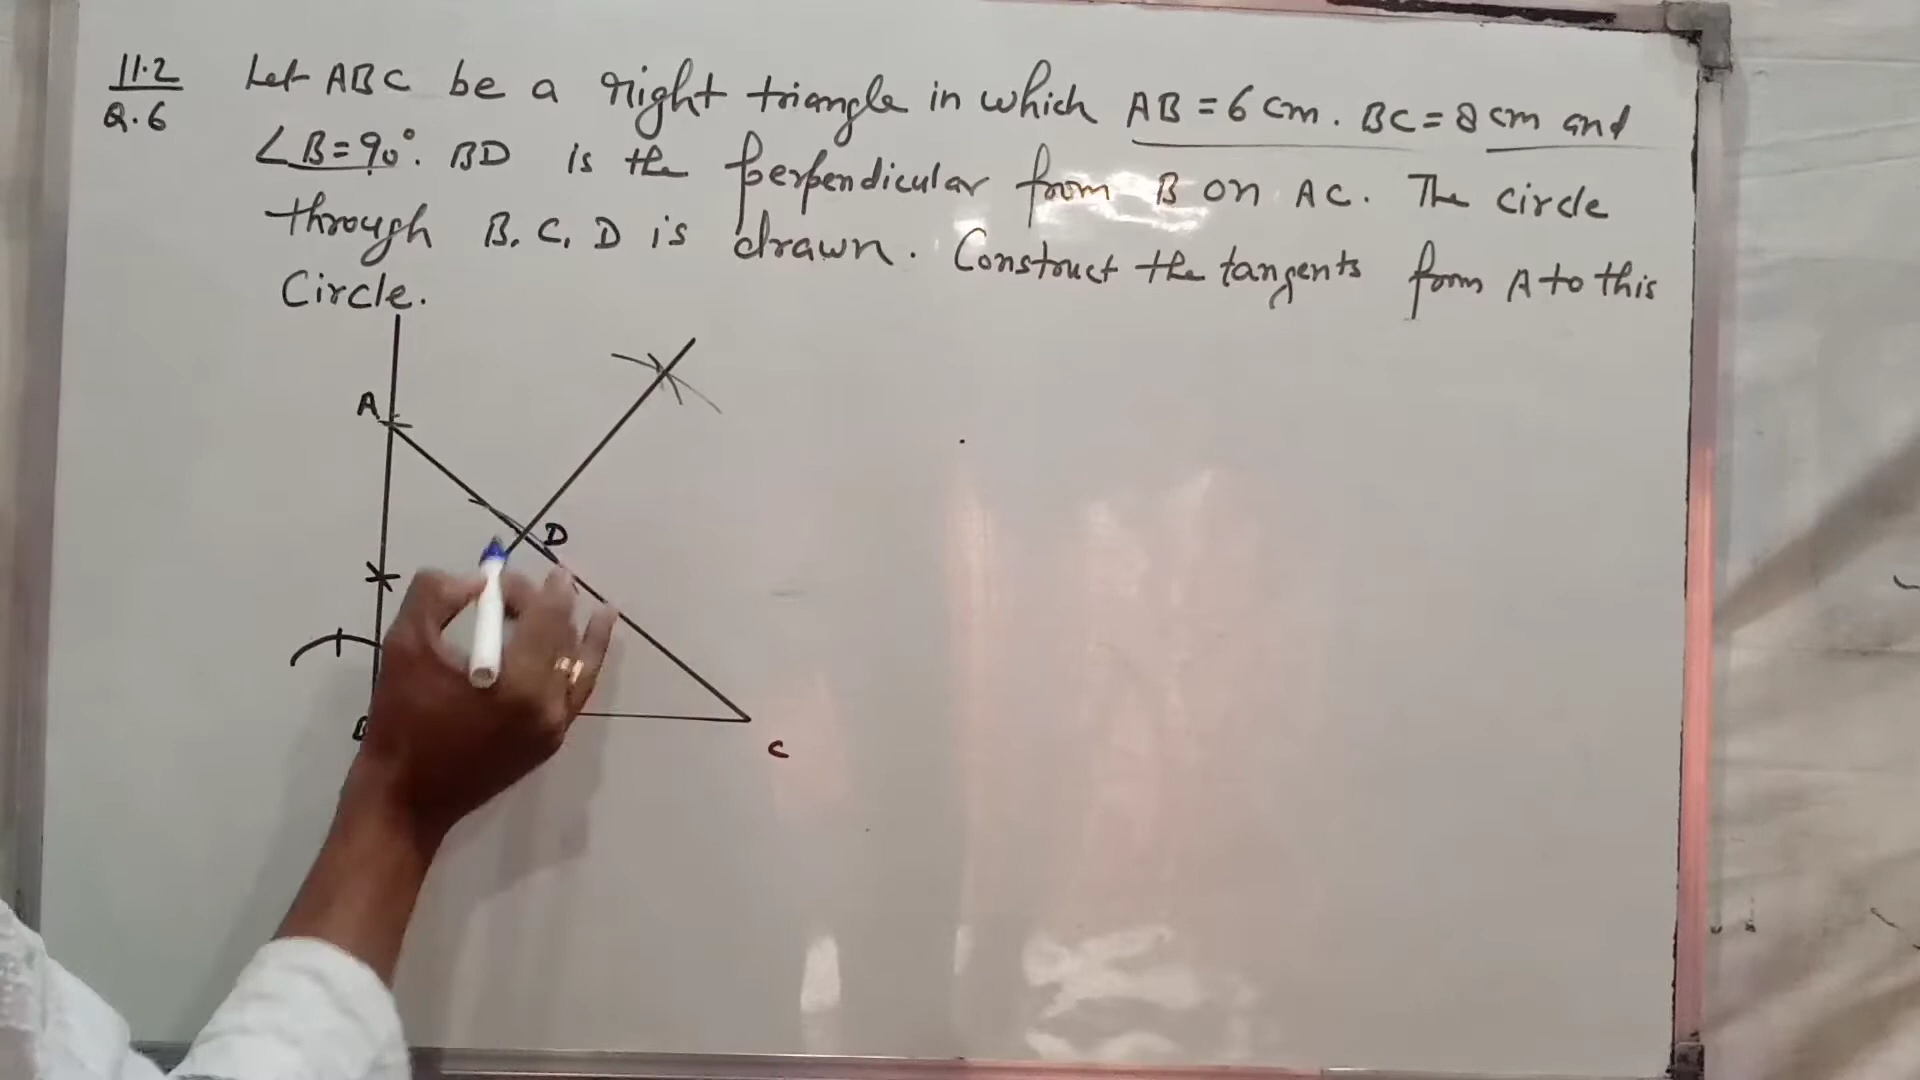 11.2
Q.6
Let ABC be a right triangle in which AB = 6 cm. BC = 8 cm and
∠B = 90°. BD is the perpendicular from B on AC. The circle
through B. C, D is drawn. Construct the tangents from A to this
Circle.
A
D
B
C